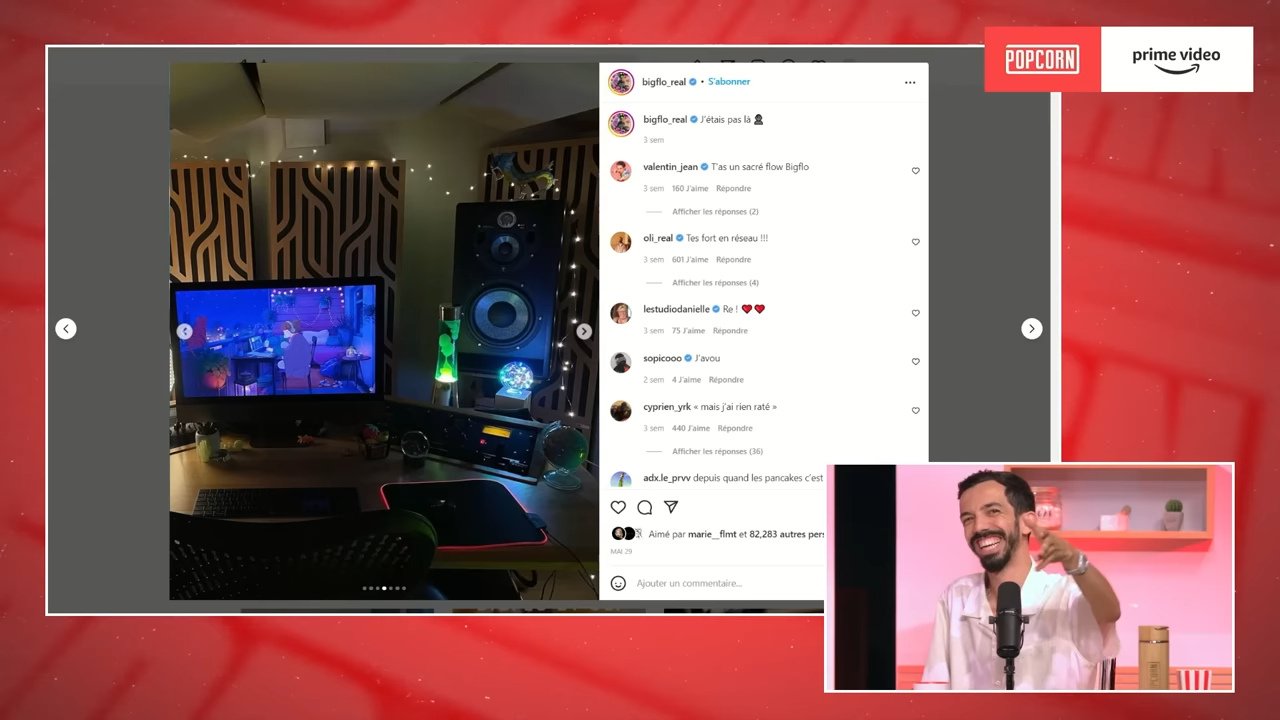 POPCORN
prime video
bigflo_real • S'abonner
bigflo_real J'étais pas là
3 sem
valentin_jean T'as un sacré flow Bigflo
3 sem 160 J'aime Répondre
Afficher les réponses (2)
oli_real Tes fort en réseau !!!
3 sem 601 J'aime Répondre
Afficher les réponses (4)
lestudiodanielle Re ! ❤️❤️
3 sem 75 J'aime Répondre
sopicooo J'avou
2 sem 4 J'aime Répondre
cyprien_yrk « mais j'ai rien raté »
3 sem 440 J'aime Répondre
Afficher les réponses (36)
adx.le_prvv depuis quand les pancakes c'est
Aimé par marie__flmt et 82,283 autres pers
MAI 29
Ajouter un commentaire...